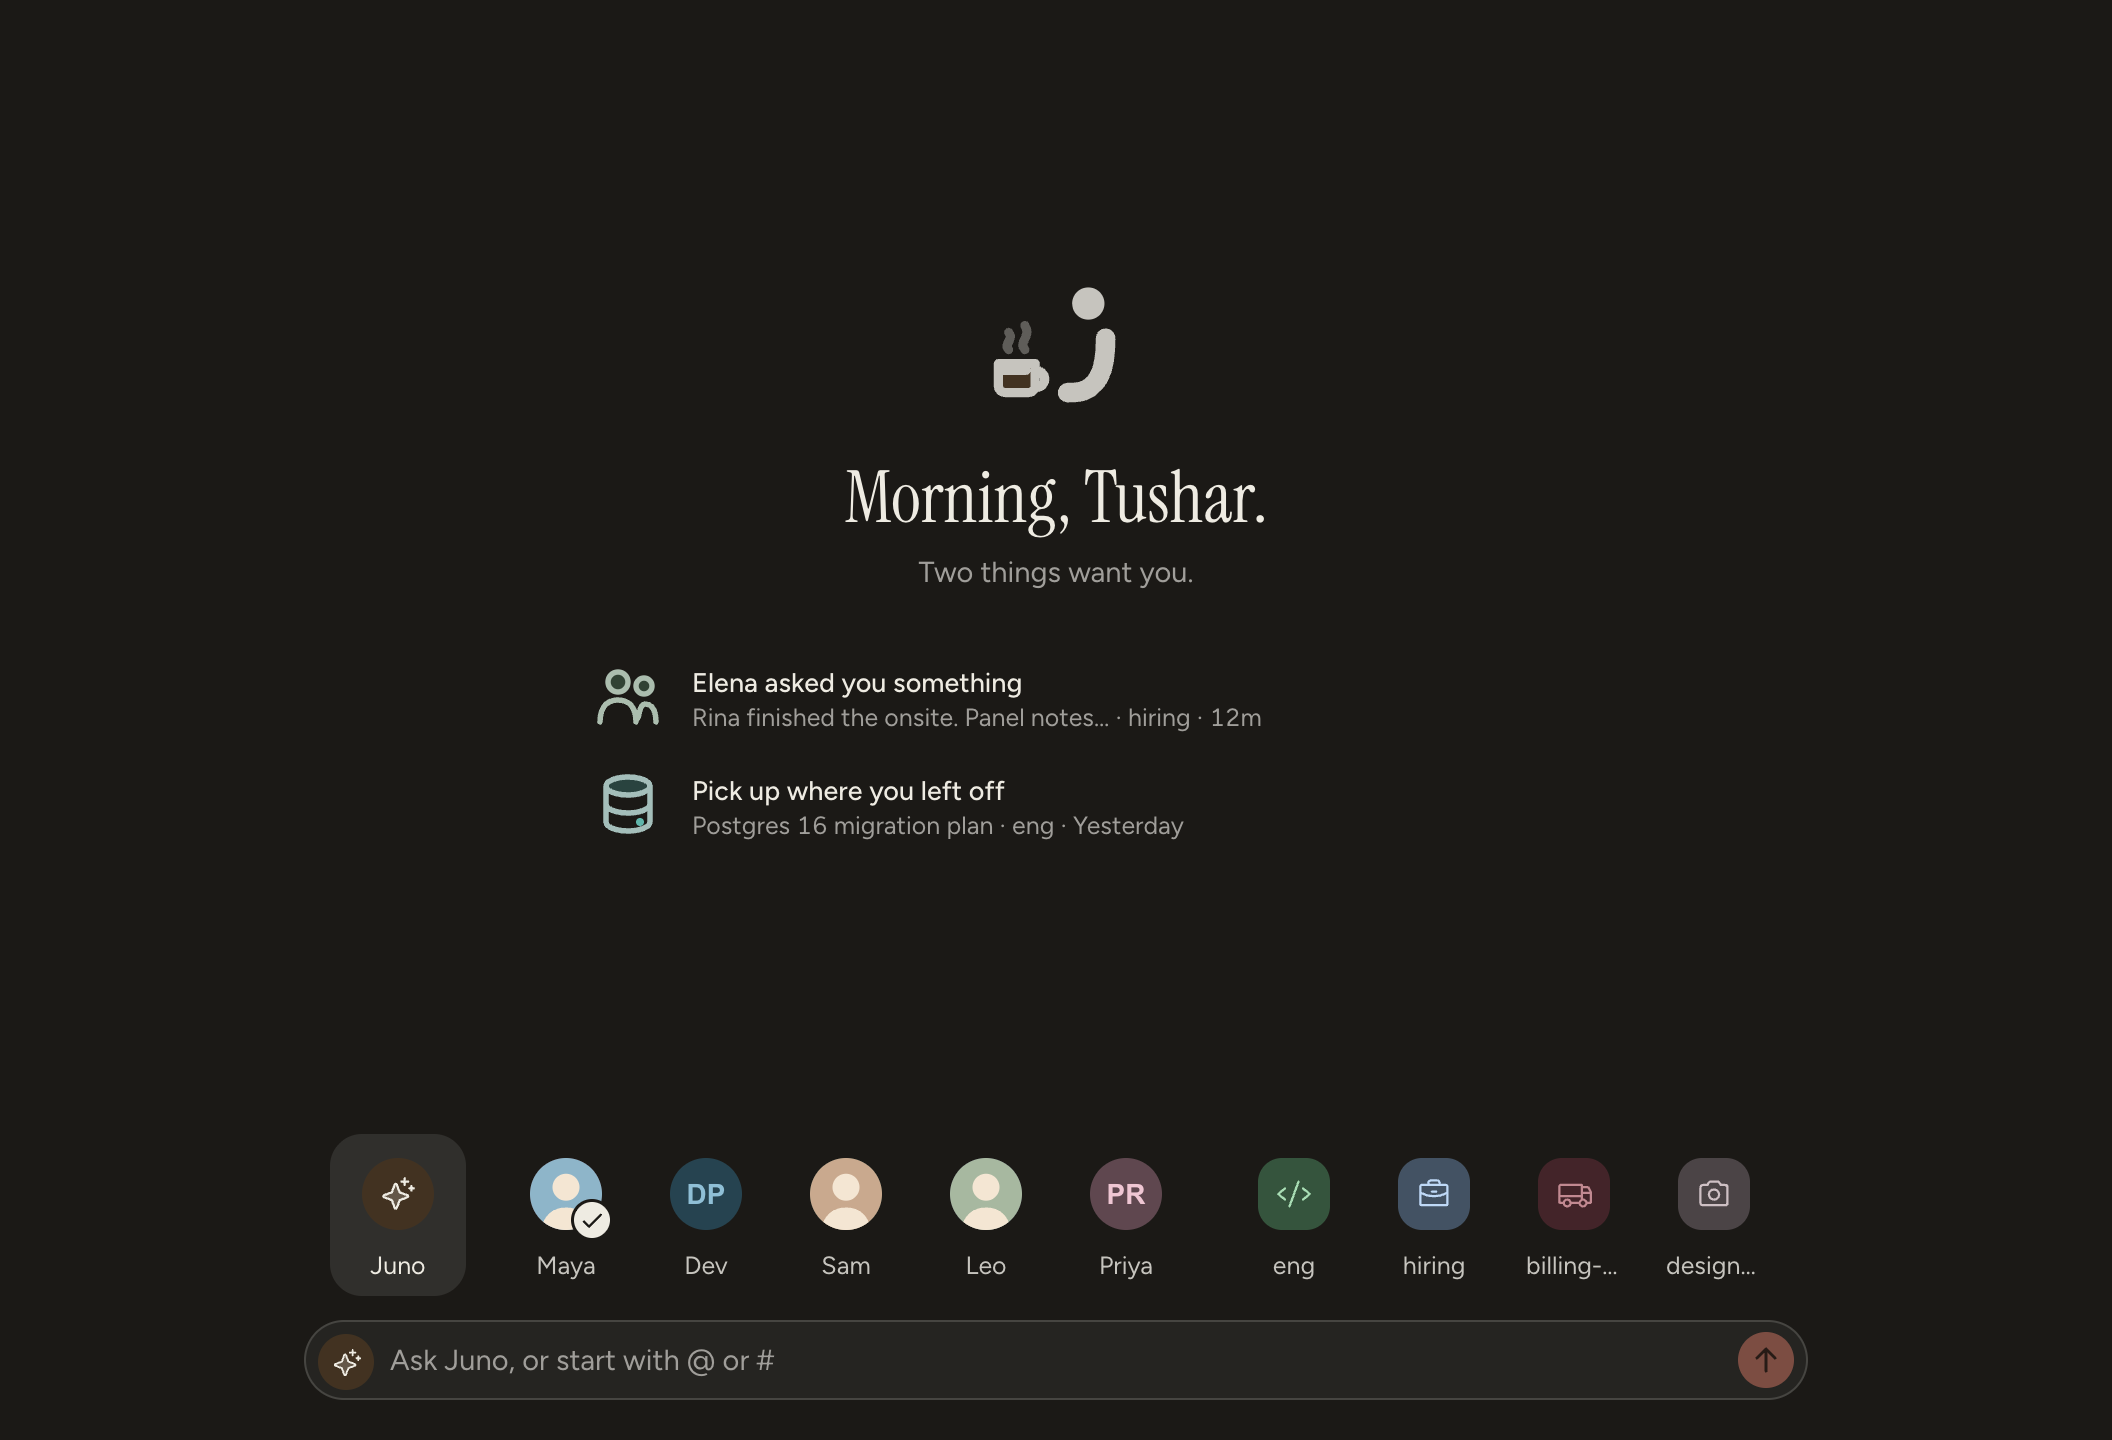 Morning, Tushar.
Two things want you.
Elena asked you something
Rina finished the onsite. Panel notes... · hiring · 12m
Pick up where you left off
Postgres 16 migration plan · eng · Yesterday
DP
PR
Juno
Maya
Dev
Sam
Leo
Priya
eng
hiring
billing-...
design...
Ask Juno, or start with @ or #